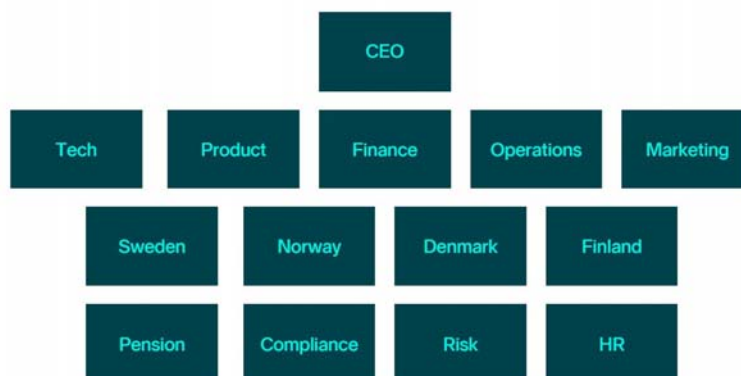 CEO
Tech
Product
Finance
Operations
Marketing
Sweden
Norway
Denmark
Finland
Pension
Compliance
Risk
HR